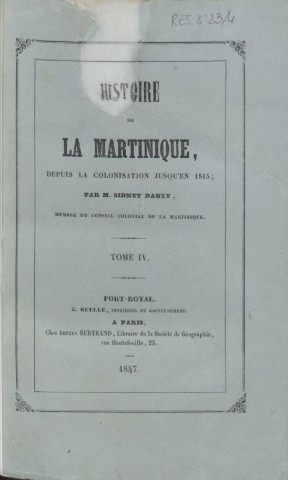 RES. 8° 23/4
HISTOIRE
DE
LA MARTINIQUE,
DEPUIS LA COLONISATION JUSQU'EN 1815;
PAR M. SIDNEY DANEY,
MEMBRE DU CONSEIL COLONIAL DE LA MARTINIQUE.
TOME IV.
FORT-ROYAL.
E. RUELLE, IMPRIMEUR DU GOUVERNEMENT.
A PARIS,
Chez ARTHUS BERTRAND, Libraire de la Société de Géographie,
rue Hautefeuille, 23.
1847.